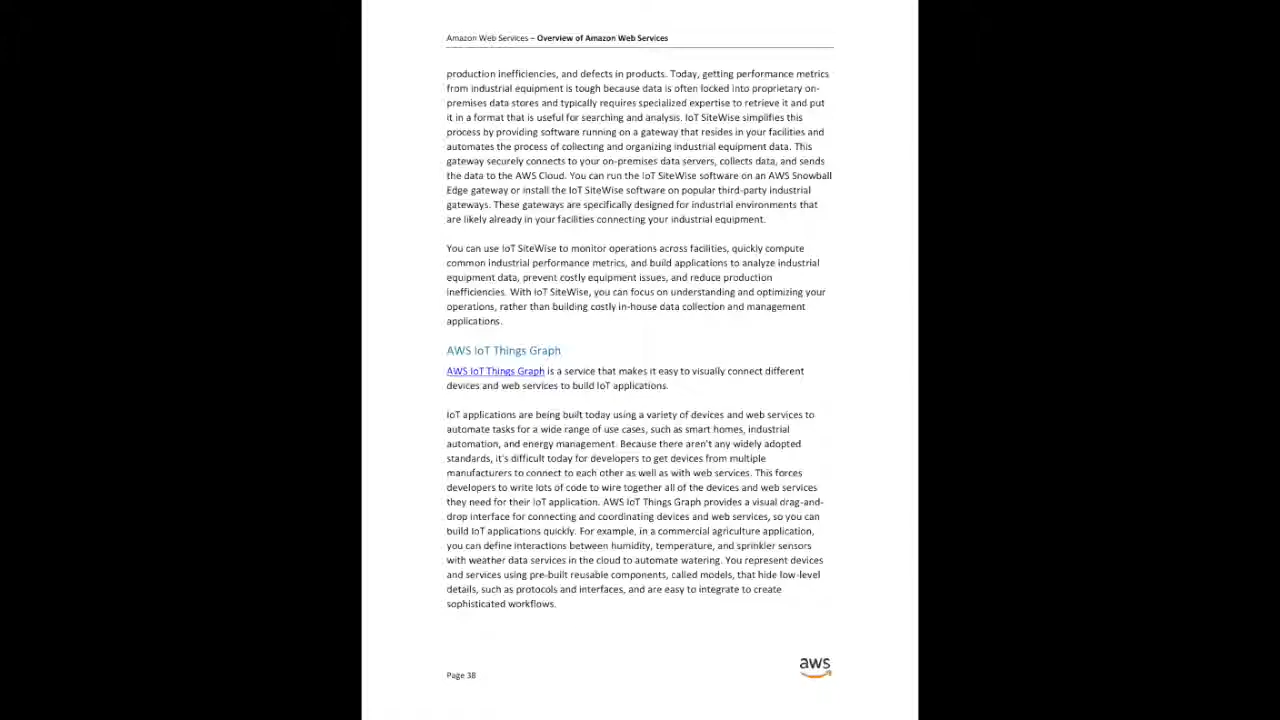 Amazon Web Services – Overview of Amazon Web Services
production inefficiencies, and defects in products. Today, getting performance metrics
from industrial equipment is tough because data is often locked into proprietary on-
premises data stores and typically requires specialized expertise to retrieve it and put
it in a format that is useful for searching and analysis. IoT SiteWise simplifies this
process by providing software running on a gateway that resides in your facilities and
automates the process of collecting and organizing industrial equipment data. This
gateway securely connects to your on-premises data servers, collects data, and sends
the data to the AWS Cloud. You can run the IoT SiteWise software on an AWS Snowball
Edge gateway or install the IoT SiteWise software on popular third-party industrial
gateways. These gateways are specifically designed for industrial environments that
are likely already in your facilities connecting your industrial equipment.
You can use IoT SiteWise to monitor operations across facilities, quickly compute
common industrial performance metrics, and build applications to analyze industrial
equipment data, prevent costly equipment issues, and reduce production
inefficiencies. With IoT SiteWise, you can focus on understanding and optimizing your
operations, rather than building costly in-house data collection and management
applications.
AWS IoT Things Graph
AWS IoT Things Graph is a service that makes it easy to visually connect different
devices and web services to build IoT applications.
IoT applications are being built today using a variety of devices and web services to
automate tasks for a wide range of use cases, such as smart homes, industrial
automation, and energy management. Because there aren't any widely adopted
standards, it's difficult today for developers to get devices from multiple
manufacturers to connect to each other as well as with web services. This forces
developers to write lots of code to wire together all of the devices and web services
they need for their IoT application. AWS IoT Things Graph provides a visual drag-and-
drop interface for connecting and coordinating devices and web services, so you can
build IoT applications quickly. For example, in a commercial agriculture application,
you can define interactions between humidity, temperature, and sprinkler sensors
with weather data services in the cloud to automate watering. You represent devices
and services using pre-built reusable components, called models, that hide low-level
details, such as protocols and interfaces, and are easy to integrate to create
sophisticated workflows.
aws
Page 38